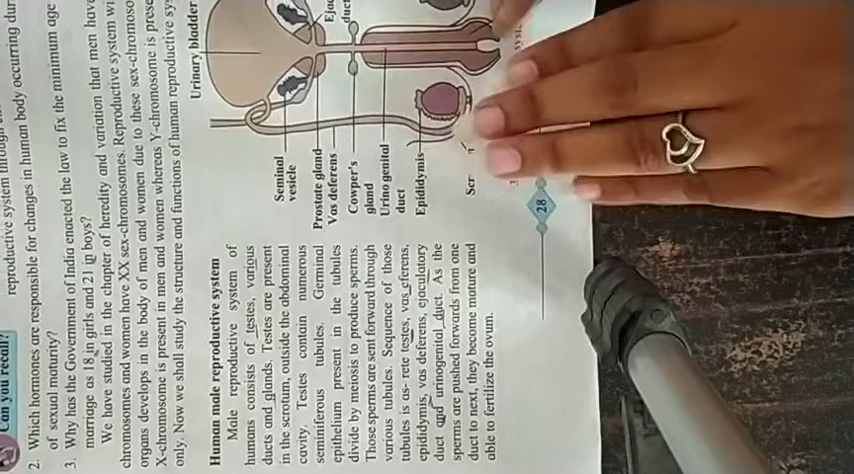 Can you recall?
reproductive system through
2. Which hormones are responsible for changes in human body occurring dur
of sexual maturity?
3. Why has the Government of India enacted the law to fix the minimum age
marriage as 18 in girls and 21 in boys?
We have studied in the chapter of heredity and variation that men have
chromosomes and women have XX sex-chromosomes. Reproductive system wi
organs develops in the body of men and women due to these sex-chromoso
X-chromosome is present in men and women whereas Y-chromosome is prese
only. Now we shall study the structure and functions of human reproductive sys
Human male reproductive system
Male reproductive system of
humans consists of testes, various
ducts and glands. Testes are present
in the scrotum, outside the abdominal
cavity. Testes contain numerous
seminiferous tubules. Germinal
epithelium present in the tubules
divide by meiosis to produce sperms.
Those sperms are sent forward through
various tubules. Sequence of those
tubules is as- rete testes, vas eferens,
epididymis, vas deferens, ejaculatory
duct and urinogenital duct. As the
sperms are pushed forwards from one
duct to next, they become mature and
able to fertilize the ovum.
Urinary bladder
Seminal
vesicle
Prostate gland
Vas deferens
Cowper's
gland
Urino genital
duct
Epididymis
Scr
Ejac
duct
syst
28